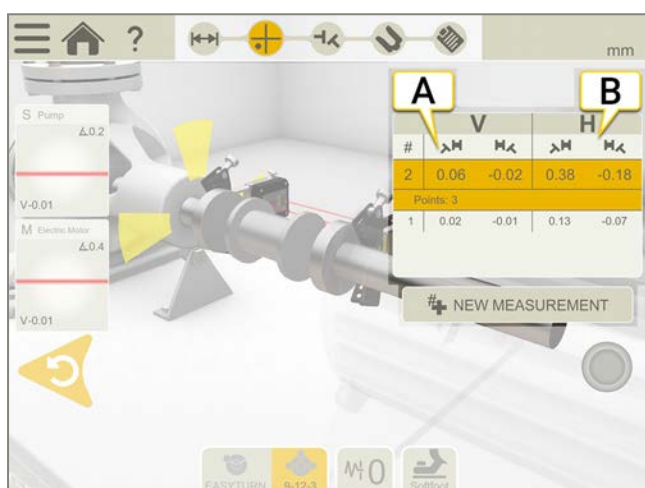 ?
mm
A
B
S Pump
∡0.2
V-0.01
M Electric Motor
∡0.4
V-0.01
V H
#
2 0.06 -0.02 0.38 -0.18
Points: 3
1 0.02 -0.01 0.13 -0.07
# NEW MEASUREMENT
EASYTURN 9-12-3 0 Softfoot